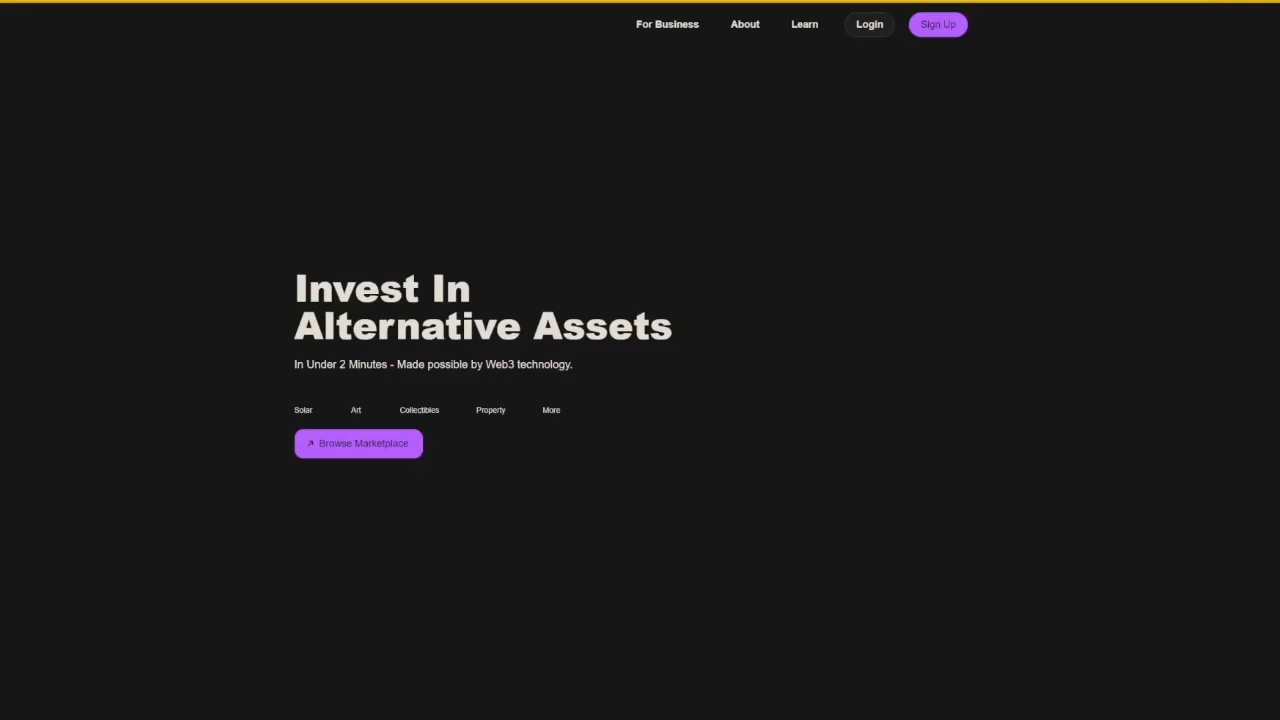 For Business About Learn Login Sign Up
Invest In
Alternative Assets
In Under 2 Minutes - Made possible by Web3 technology.
Solar Art Collectibles Property More
Browse Marketplace